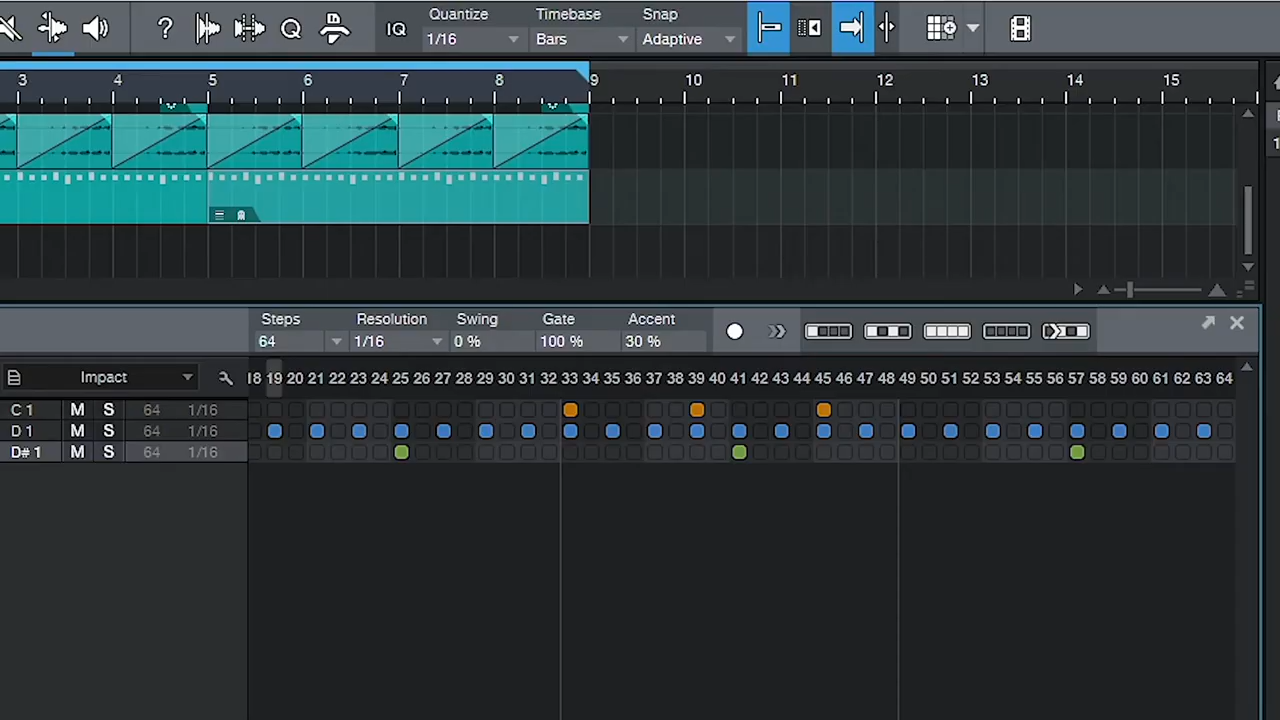 Quantize Timebase Snap
? Q IQ 1/16 Bars Adaptive
3 4 5 6 7 8 9 10 11 12 13 14 15
Steps Resolution Swing Gate Accent
64 1/16 0 % 100 % 30 %
Impact 18 19 20 21 22 23 24 25 26 27 28 29 30 31 32 33 34 35 36 37 38 39 40 41 42 43 44 45 46 47 48 49 50 51 52 53 54 55 56 57 58 59 60 61 62 63 64
C 1 M S 64 1/16
D 1 M S 64 1/16
D# 1 M S 64 1/16